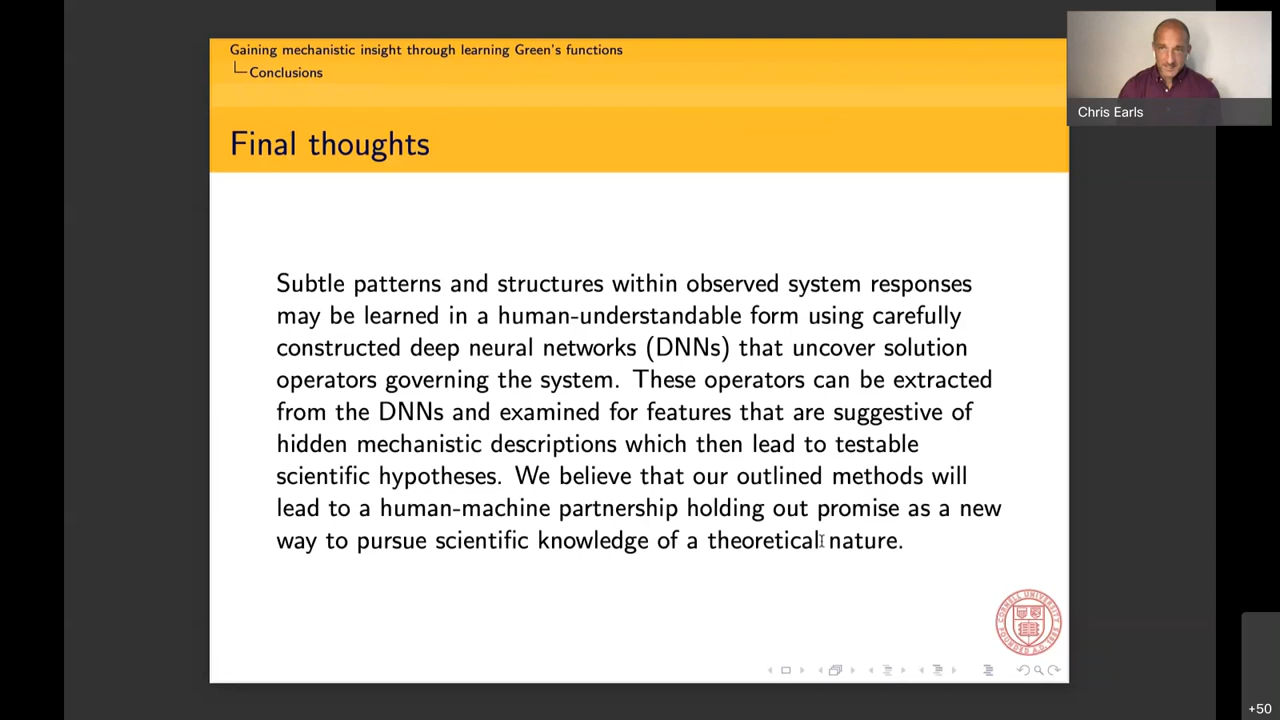 Gaining mechanistic insight through learning Green's functions
Conclusions
Chris Earls
Final thoughts
Subtle patterns and structures within observed system responses
may be learned in a human-understandable form using carefully
constructed deep neural networks (DNNs) that uncover solution
operators governing the system. These operators can be extracted
from the DNNs and examined for features that are suggestive of
hidden mechanistic descriptions which then lead to testable
scientific hypotheses. We believe that our outlined methods will
lead to a human-machine partnership holding out promise as a new
way to pursue scientific knowledge of a theoretical nature.
CORNELL UNIVERSITY
FOUNDED A.D. 1865
+50